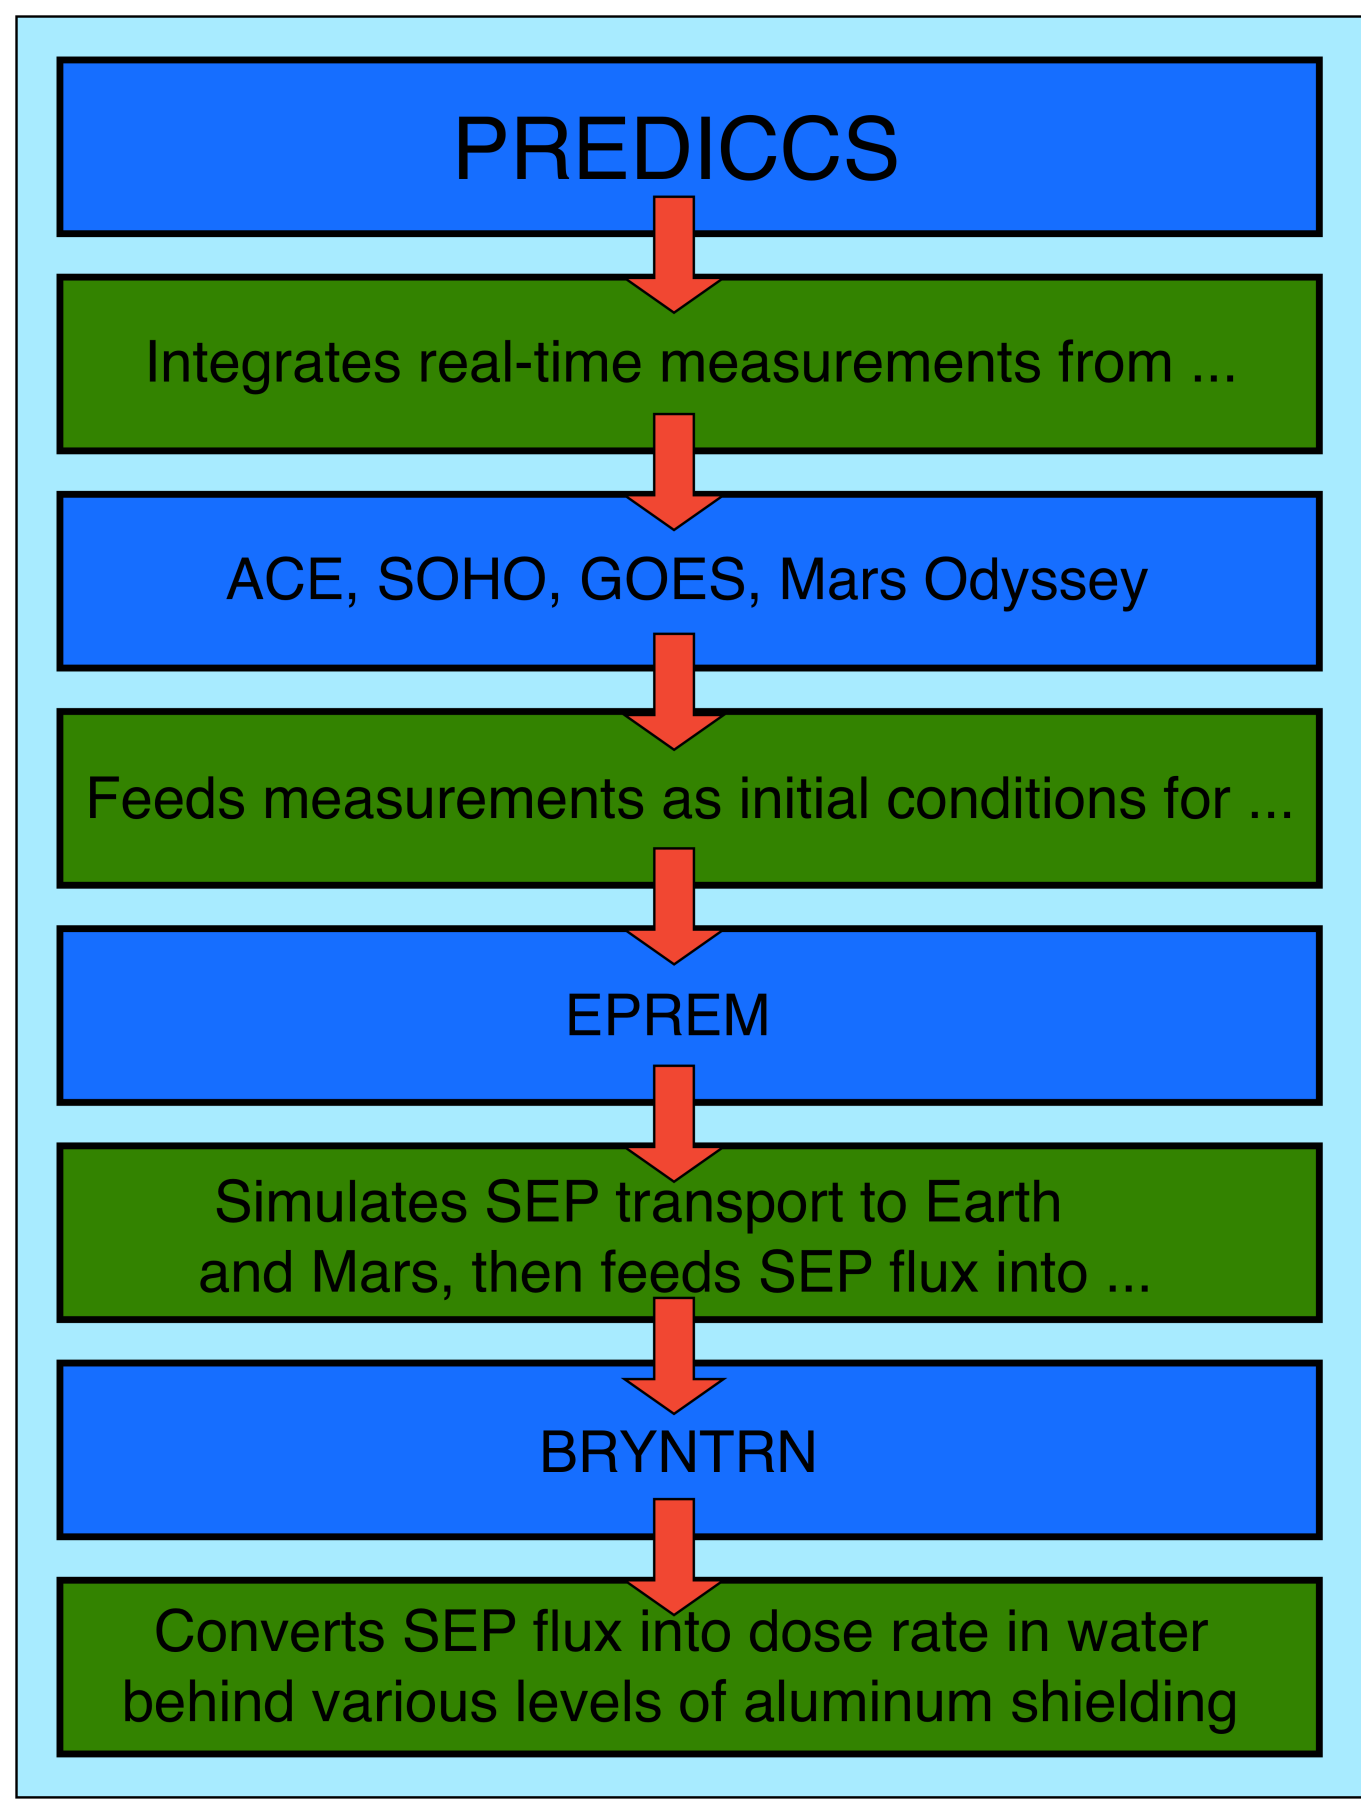 PREDICCS
Integrates real-time measurements from ...
ACE, SOHO, GOES, Mars Odyssey
Feeds measurements as initial conditions for ...
EPREM
Simulates SEP transport to Earth
and Mars, then feeds SEP flux into ...
BRYNTRN
Converts SEP flux into dose rate in water
behind various levels of aluminum shielding